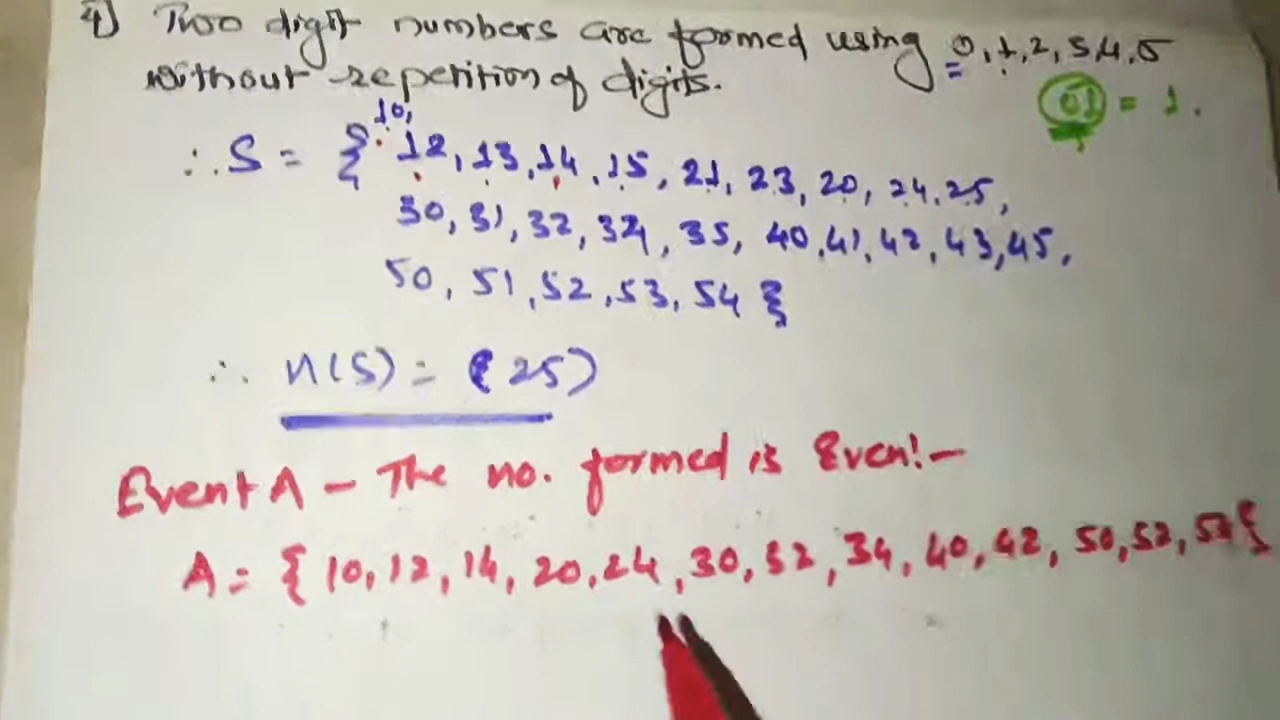 4) Two digit numbers are formed using 0, 1, 2, 3, 4, 5
without repetition of digits.
01 = 1.
10,
∴ S = { 12, 13, 14, 15, 21, 23, 20, 24, 25,
30, 31, 32, 34, 35, 40, 41, 42, 43, 45,
50, 51, 52, 53, 54 }
∴ n(S) = (25)
Event A - The no. formed is Even!-
A = { 10, 12, 14, 20, 24, 30, 32, 34, 40, 42, 50, 52, }